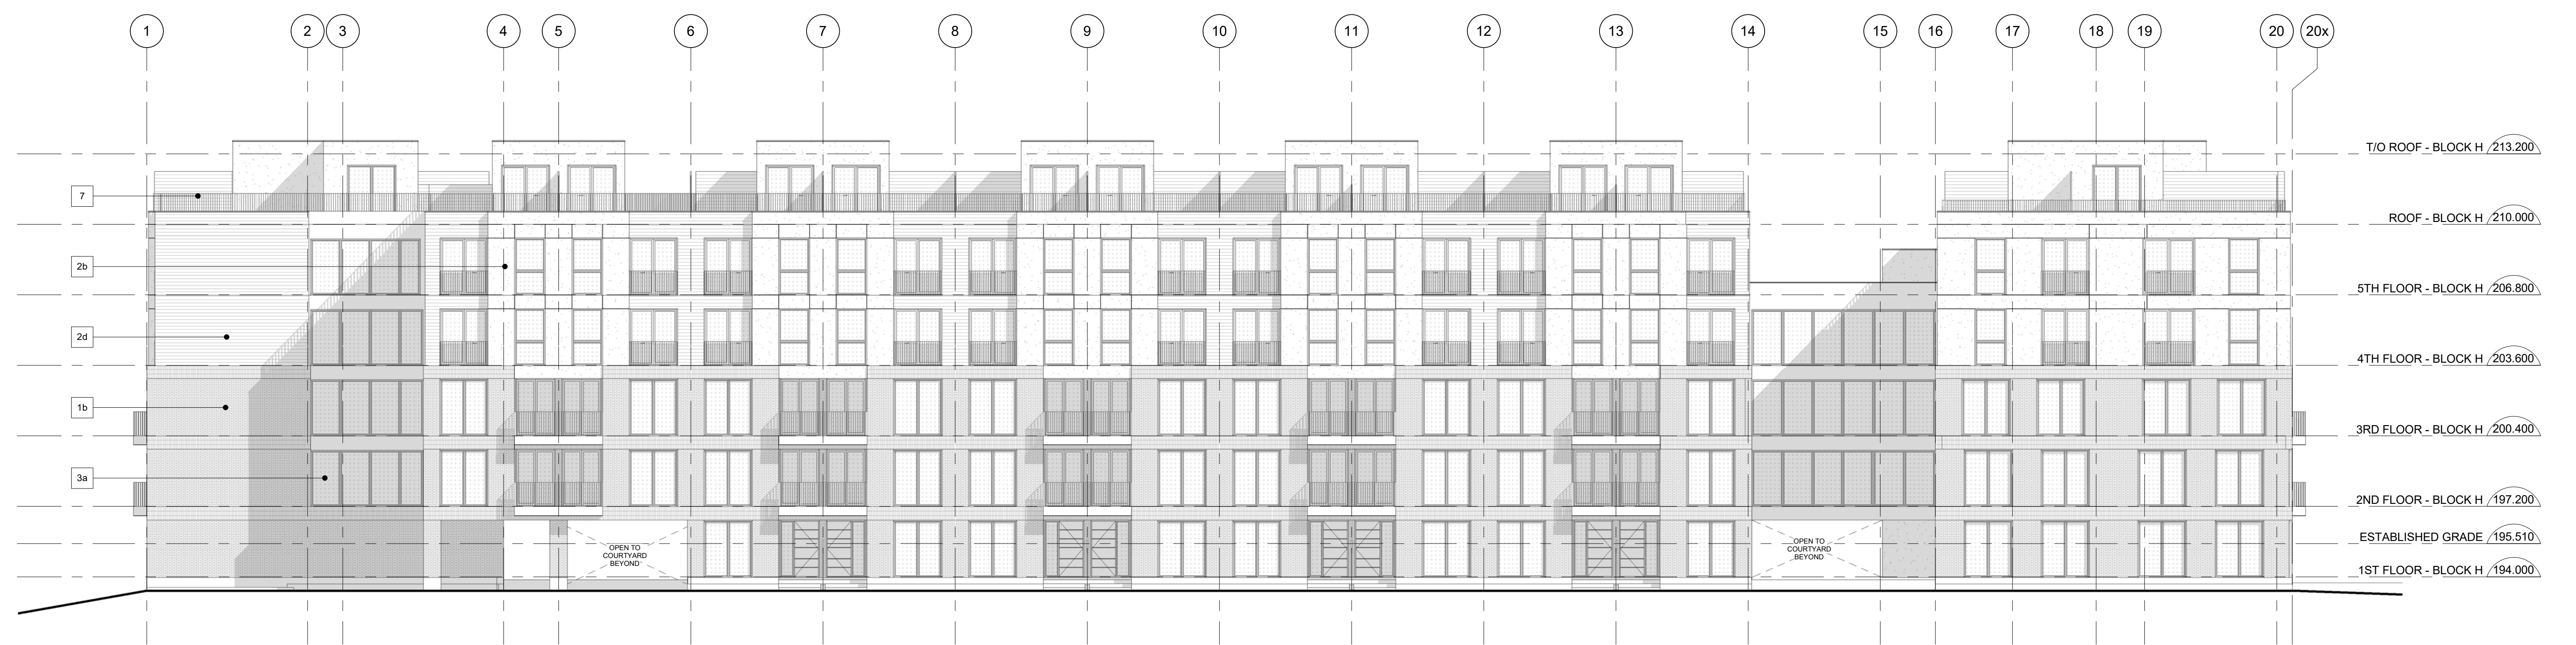 1 2 3 4 5 6 7 8 9 10 11 12 13 14 15 16 17 18 19 20 20x
T/O ROOF - BLOCK H 213.200
7
ROOF - BLOCK H 210.000
2b
5TH FLOOR - BLOCK H 206.800
2d
4TH FLOOR - BLOCK H 203.600
1b
3RD FLOOR - BLOCK H 200.400
3a
2ND FLOOR - BLOCK H 197.200
ESTABLISHED GRADE 195.510
OPEN TO
COURTYARD
BEYOND
OPEN TO
COURTYARD
BEYOND
1ST FLOOR - BLOCK H 194.000